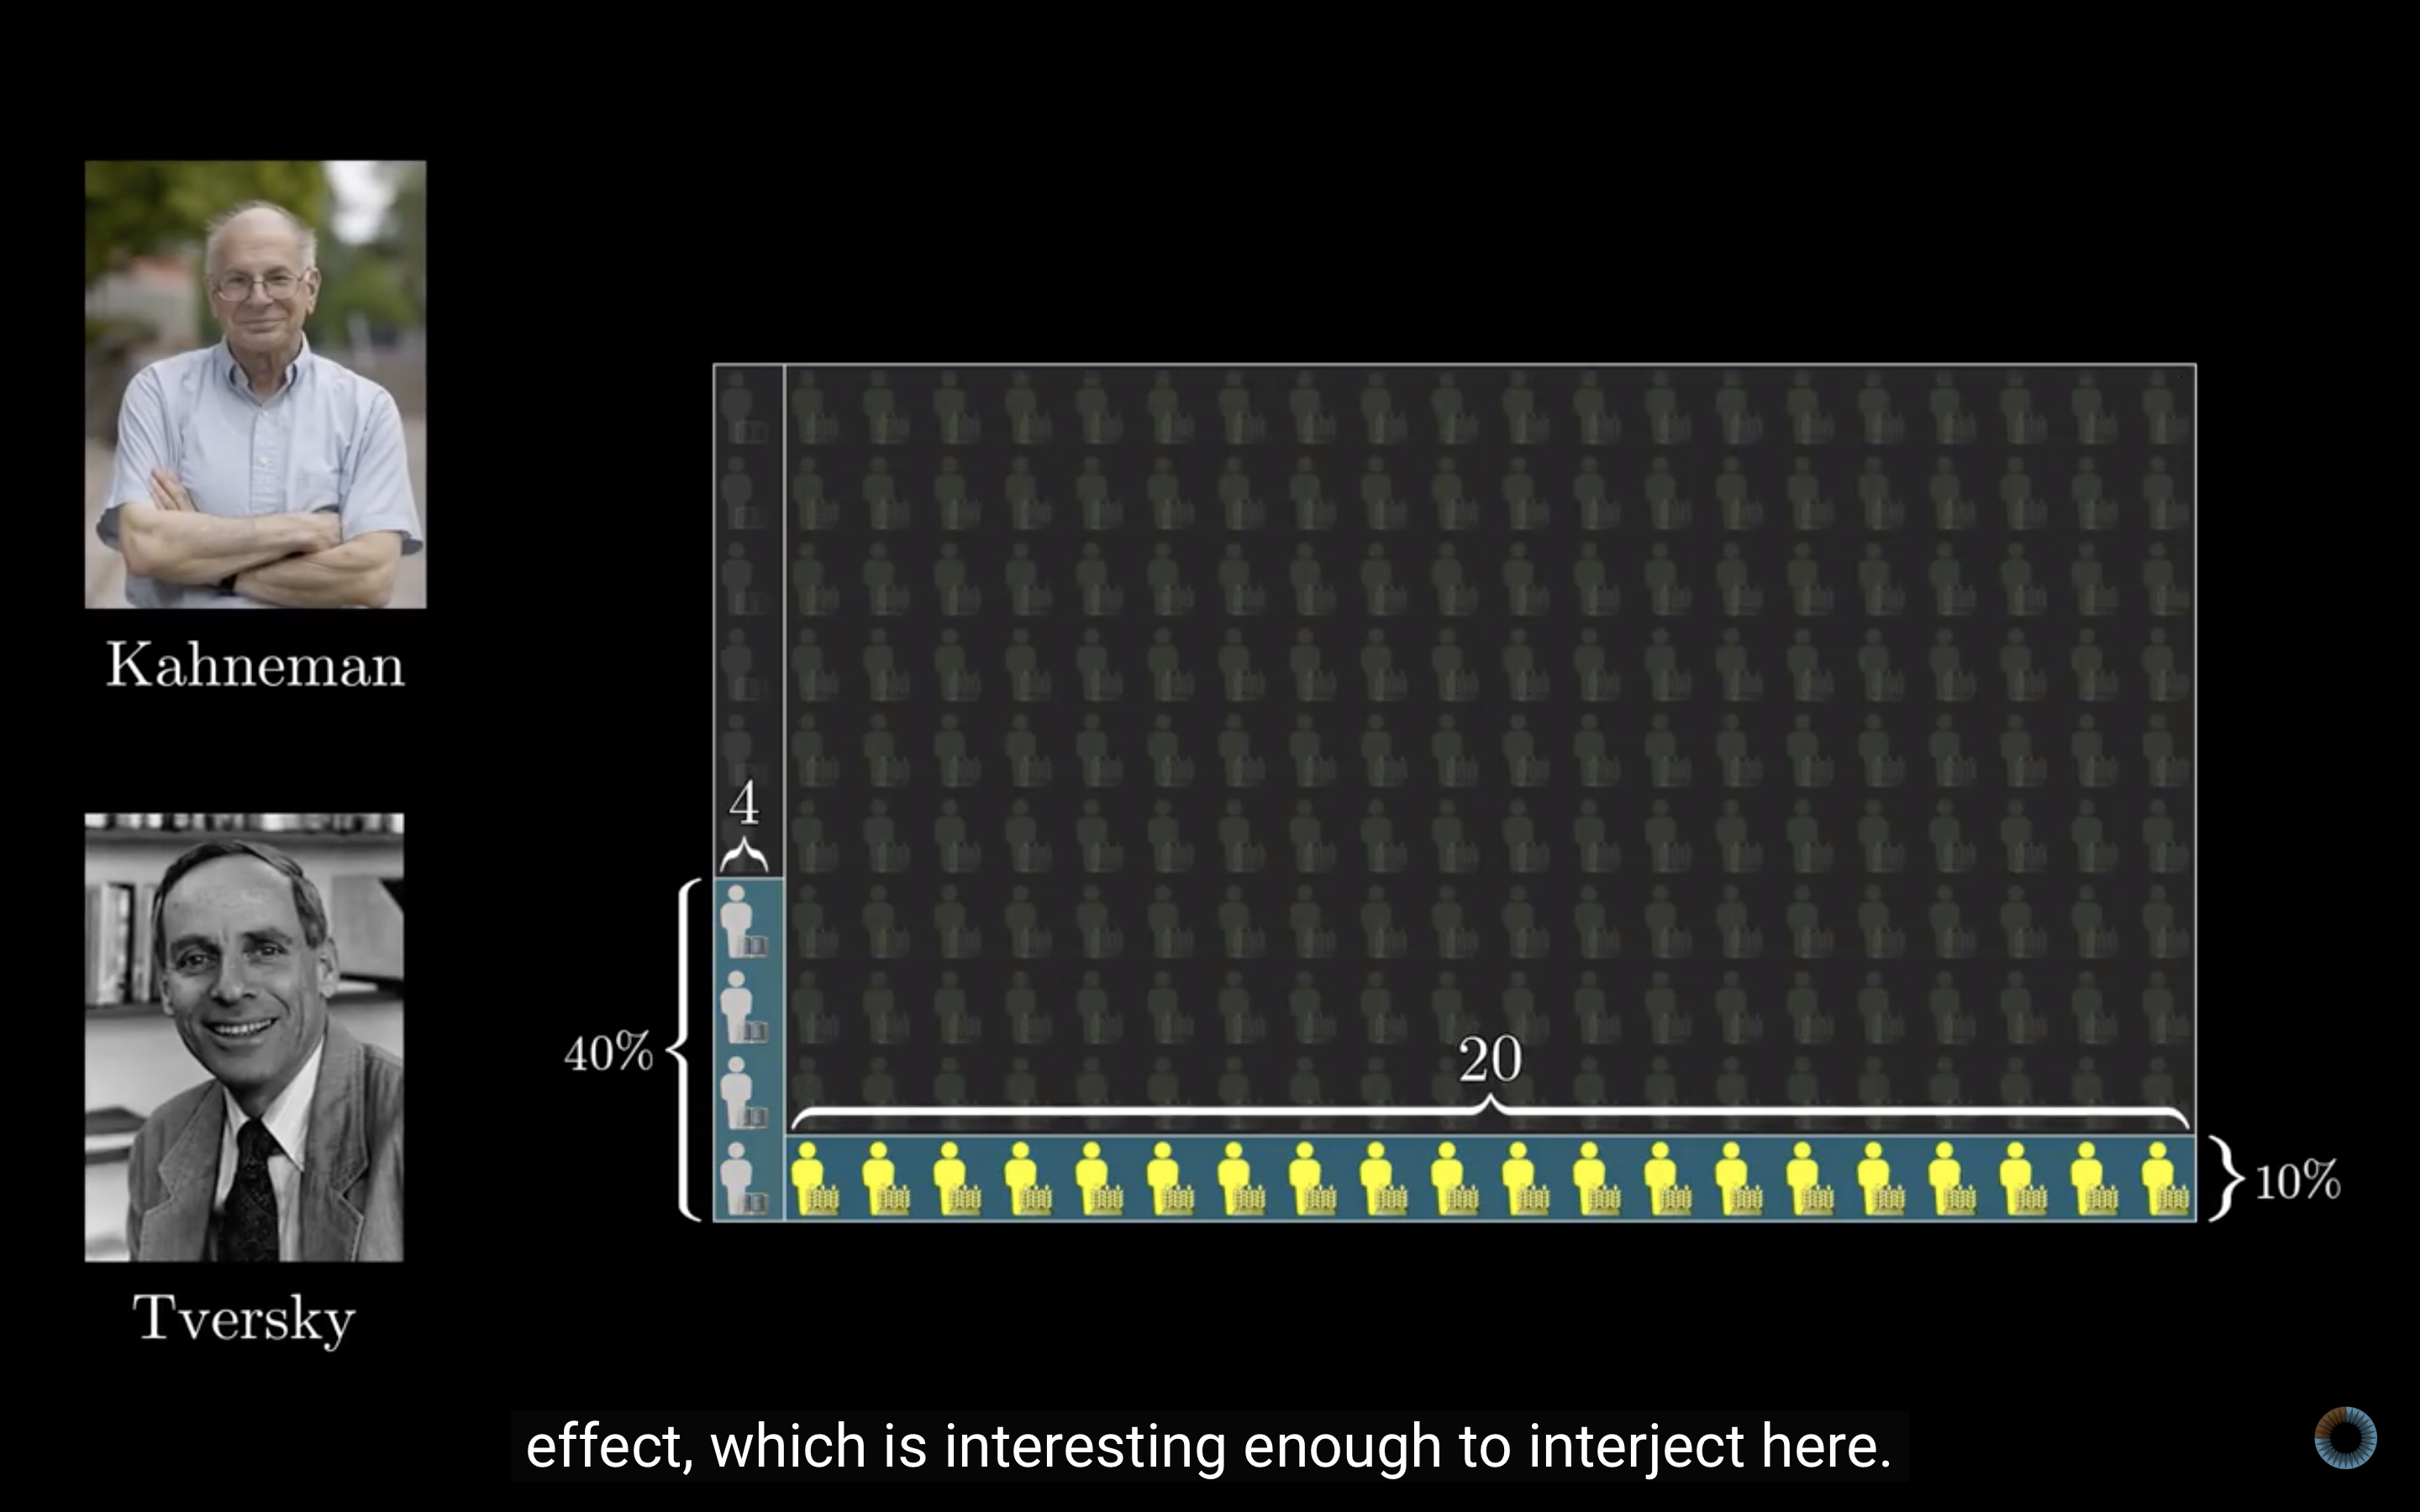 Kahneman
Tversky
4
40%
20
10%
effect, which is interesting enough to interject here.